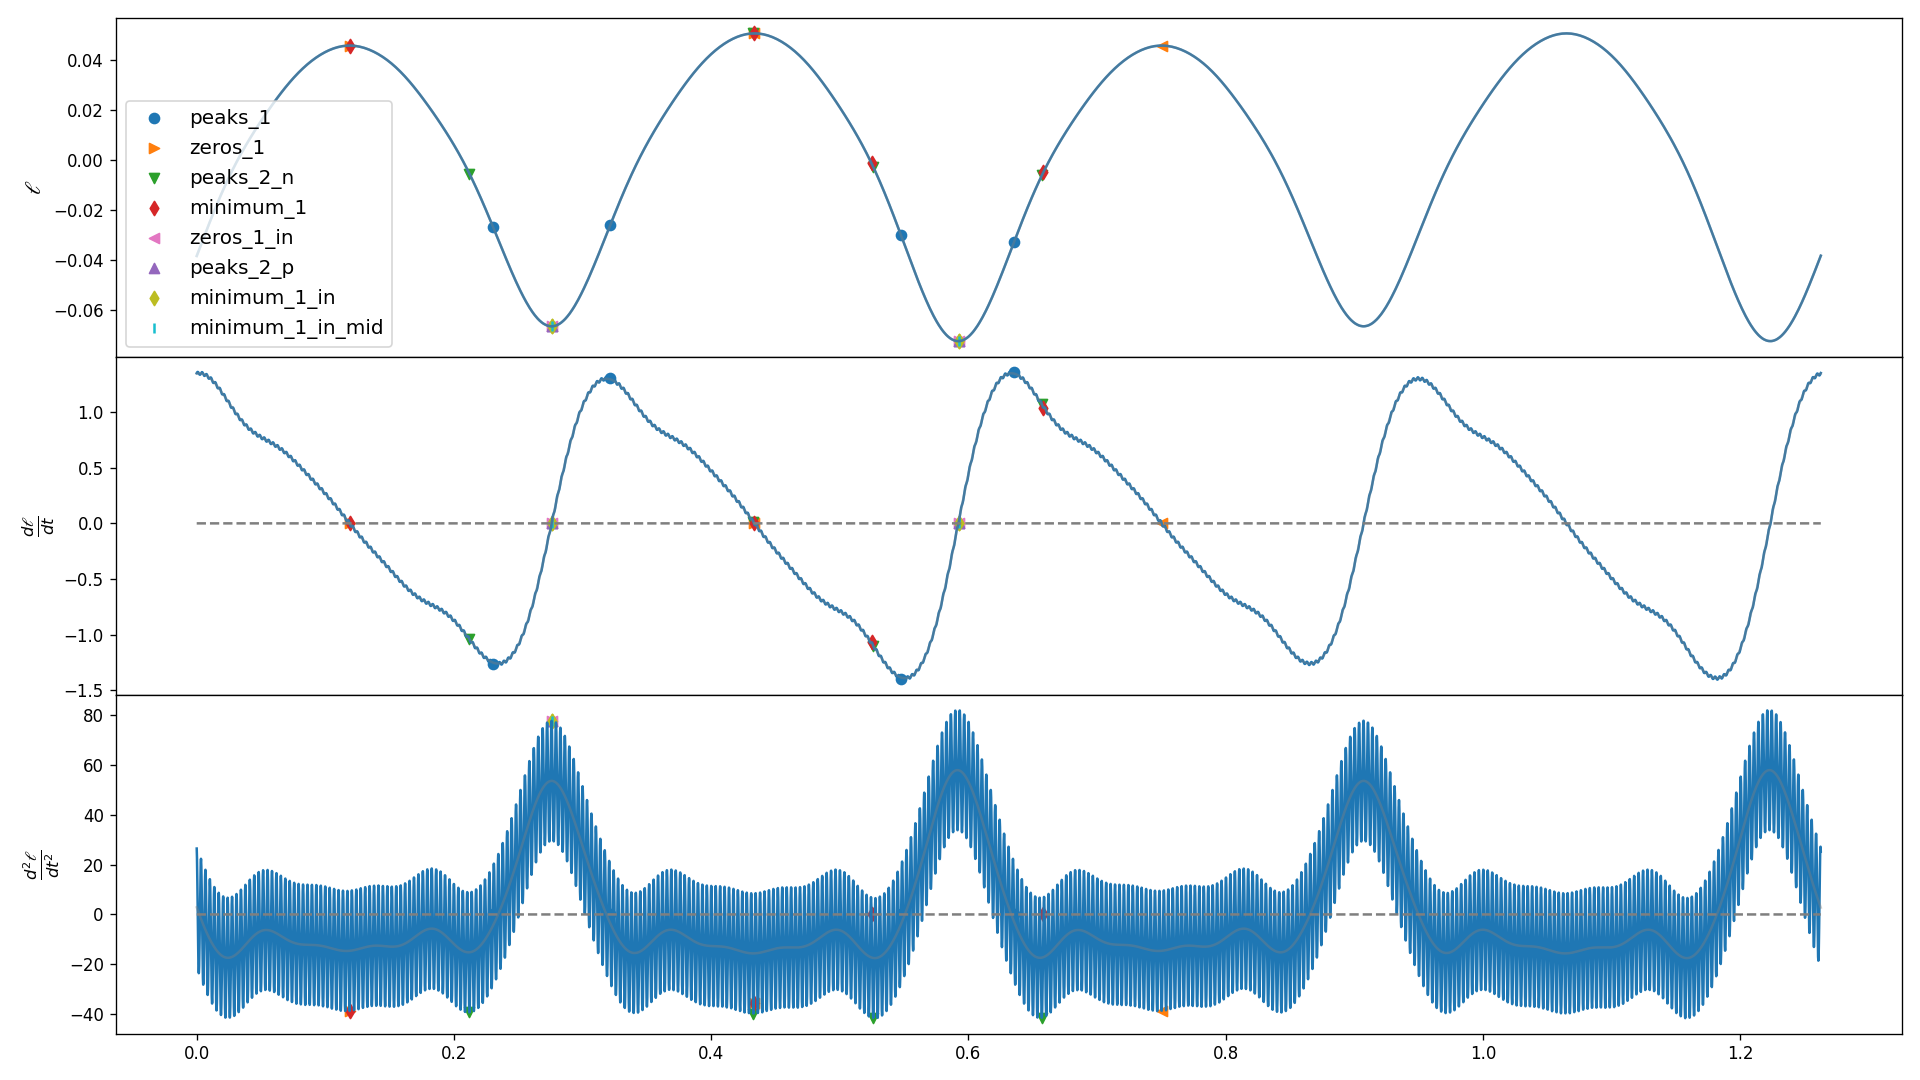 0.04
0.02
0.00
−0.02
−0.04
−0.06
ℓ
peaks_1
zeros_1
peaks_2_n
minimum_1
zeros_1_in
peaks_2_p
minimum_1_in
minimum_1_in_mid
1.0
0.5
0.0
−0.5
−1.0
−1.5
dℓ/dt
80
60
40
20
0
−20
−40
d²ℓ/dt²
0.0 0.2 0.4 0.6 0.8 1.0 1.2